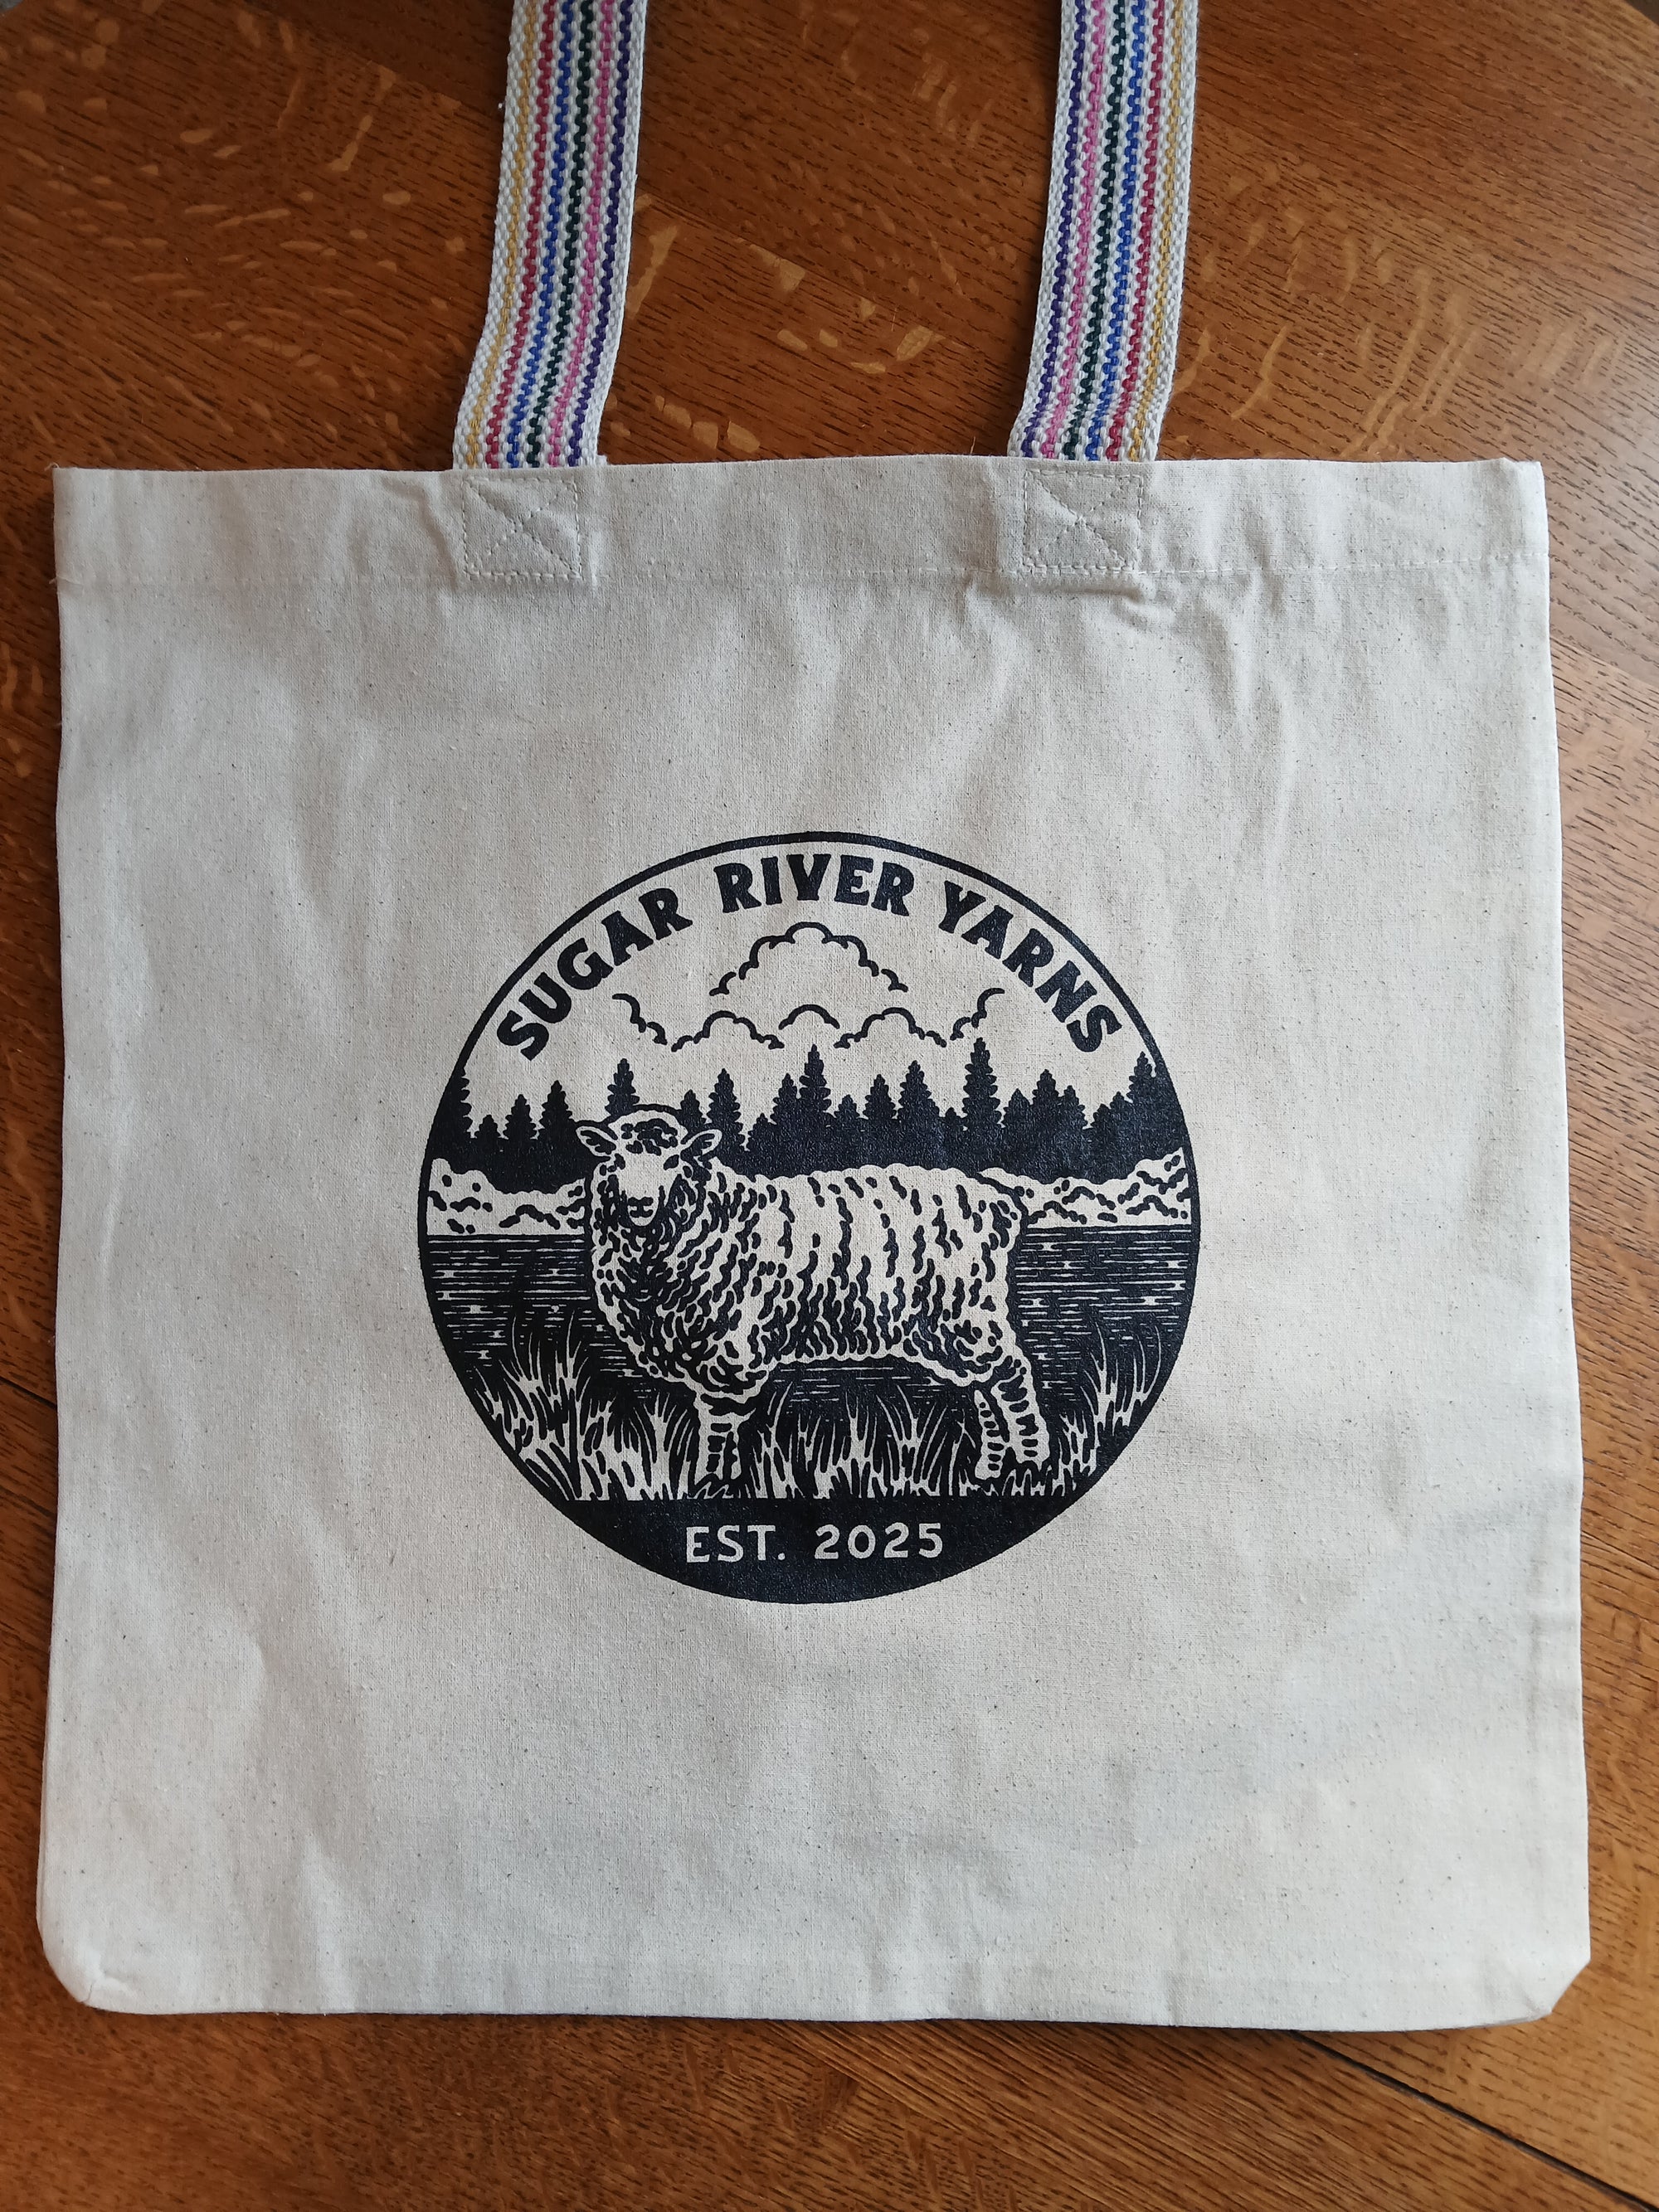 SUGAR RIVER YARNS
EST. 2025